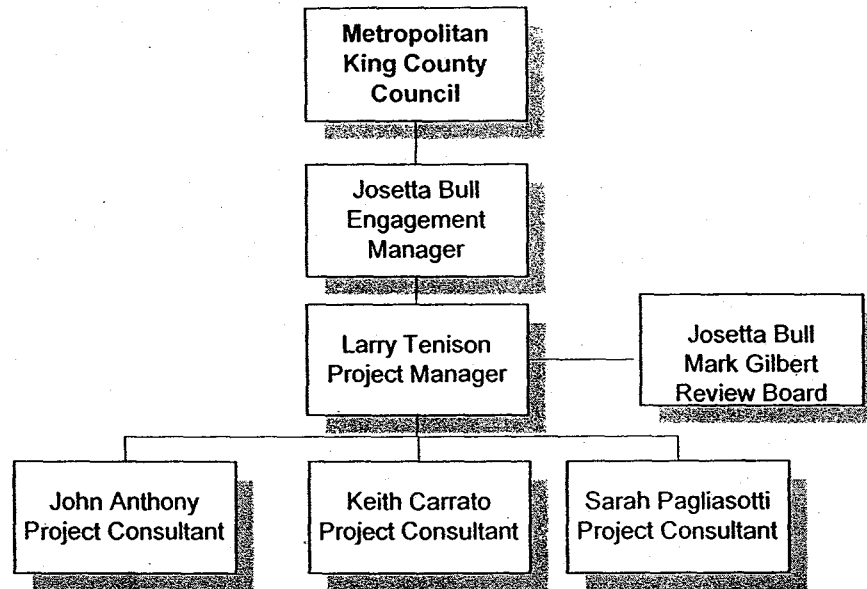 Metropolitan
King County
Council
Josetta Bull
Engagement
Manager
Larry Tenison
Project Manager
Josetta Bull
Mark Gilbert
Review Board
John Anthony
Project Consultant
Keith Carrato
Project Consultant
Sarah Pagliasotti
Project Consultant